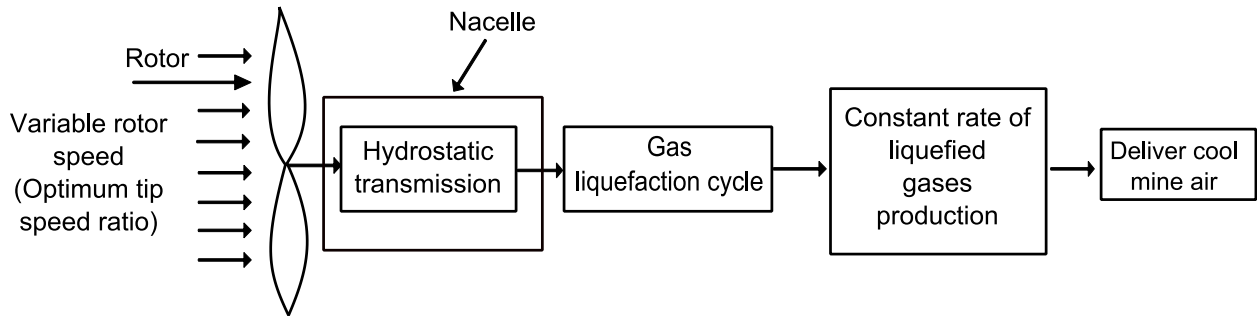 Nacelle
Rotor
Variable rotor
speed
(Optimum tip
speed ratio)
Hydrostatic
transmission
Gas
liquefaction cycle
Constant rate of
liquefied
gases
production
Deliver cool
mine air